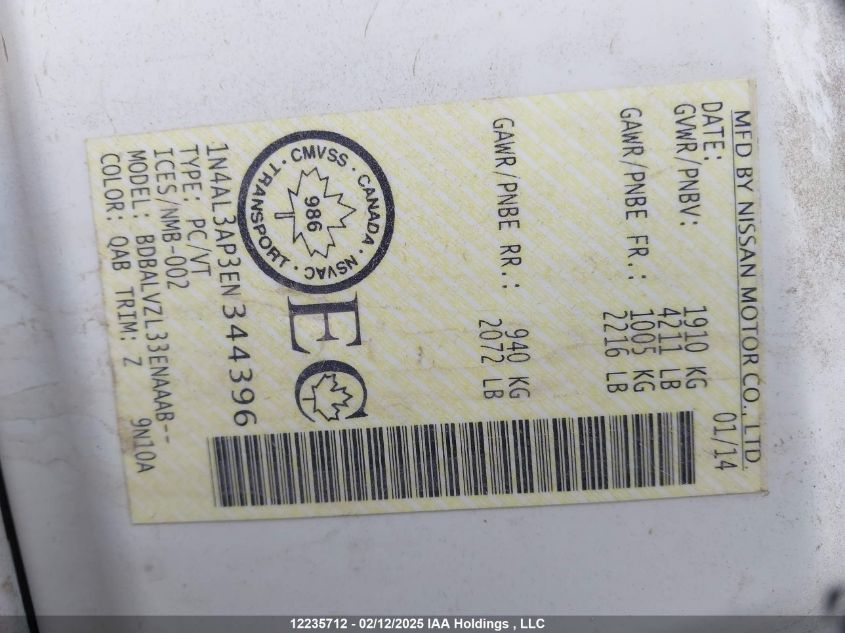 MFD BY NISSAN MOTOR CO., LTD.
DATE: 01/14
GVWR/PNBV: 1910 KG
4211 LB
GAWR/PNBE FR.: 1005 KG
2216 LB
GAWR/PNBE RR.: 940 KG
2072 LB
CMVSS · CANADA · NSVAC · TRANSPORT ·
986
EC
1N4AL3AP3EN344396
TYPE: PC/VT
ICES/NMB-002
MODEL: BDBALVZL33ENAAAB-- 9N10A
COLOR: QAB TRIM: Z
12235712 - 02/12/2025 IAA Holdings , LLC